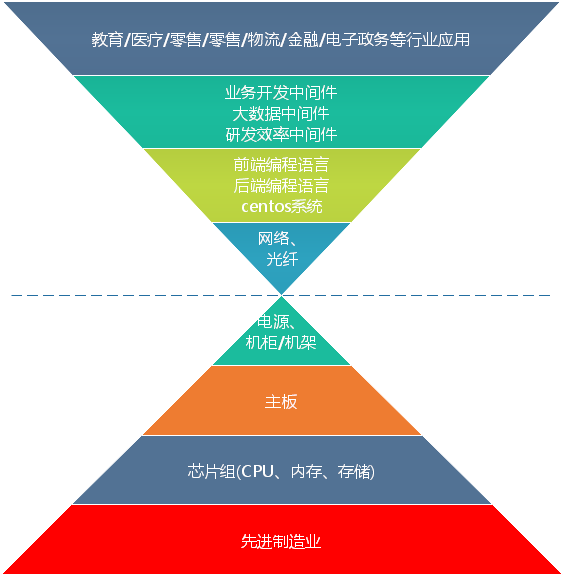 教育/医疗/零售/零售/物流/金融/电子政务等行业应用
业务开发中间件
大数据中间件
研发效率中间件
前端编程语言
后端编程语言
centos系统
网络、
光纤
电源、
机柜/机架
主板
芯片组(CPU、内存、存储)
先进制造业